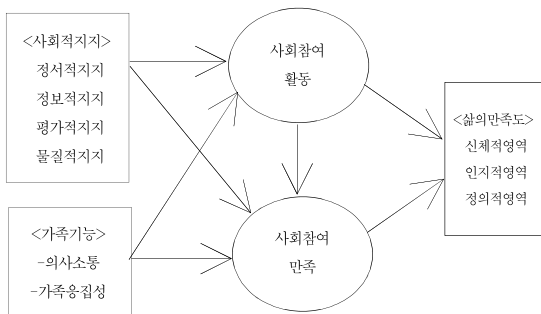 <사회적지지>
정서적지지
정보적지지
평가적지지
물질적지지
<가족기능>
-의사소통
-가족응집성
사회참여
활동
사회참여
만족
<삶의만족도>
신체적영역
인지적영역
정의적영역